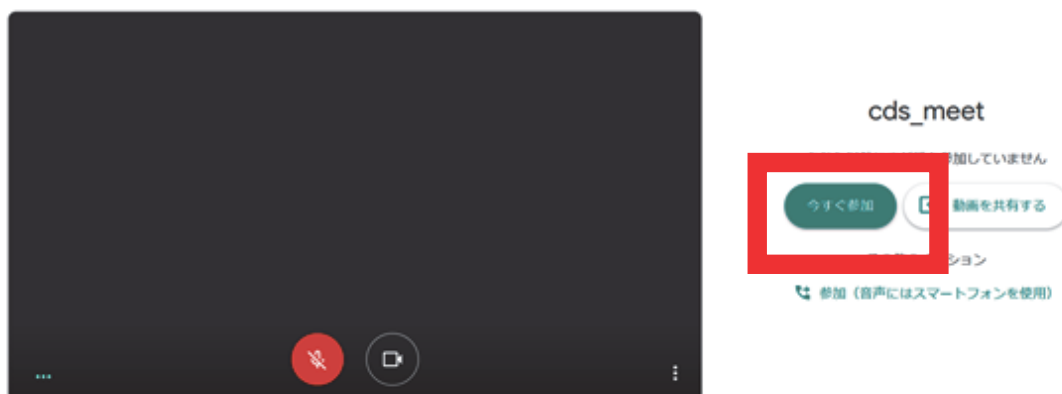 cds_meet
加していません
今すぐ参加
動画を共有する
ション
参加（音声にはスマートフォンを使用）